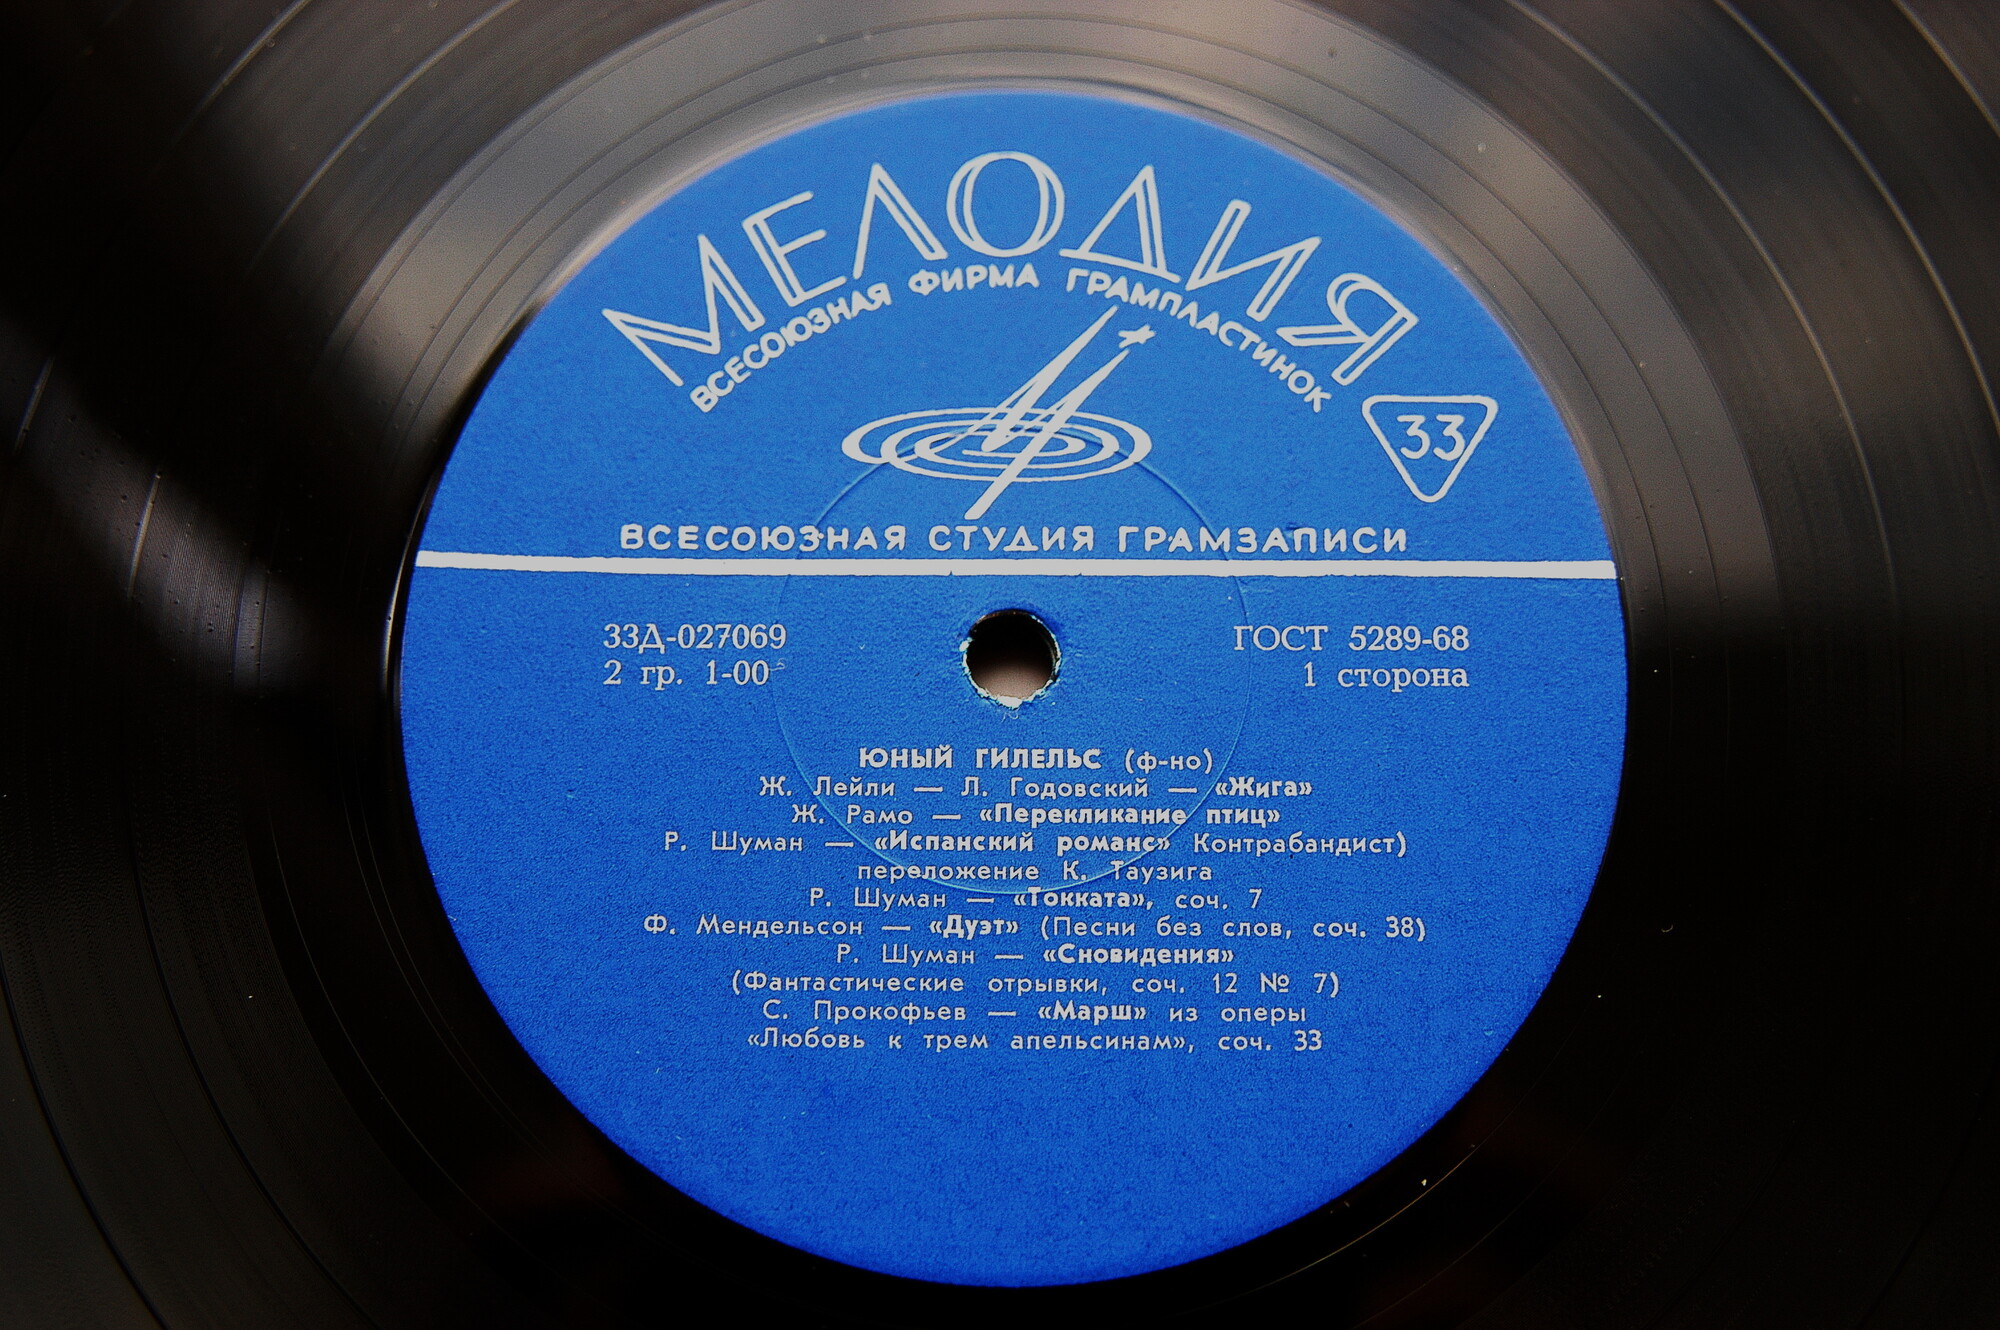 МЕЛОДИЯ
ВСЕСОЮЗНАЯ ФИРМА ГРАМПЛАСТИНОК
33
ВСЕСОЮЗНАЯ СТУДИЯ ГРАМЗАПИСИ
33Д-027069
2 гр. 1-00
ГОСТ 5289-68
1 сторона
ЮНЫЙ ГИЛЕЛЬС (ф-но)
Ж. Лейли — Л. Годовский — «Жига»
Ж. Рамо — «Перекликание птиц»
Р. Шуман — «Испанский романс» Контрабандист)
переложение К. Таузига
Р. Шуман — «Токката», соч. 7
Ф. Мендельсон — «Дуэт» (Песни без слов, соч. 38)
Р. Шуман — «Сновидения»
(Фантастические отрывки, соч. 12 № 7)
С. Прокофьев — «Марш» из оперы
«Любовь к трем апельсинам», соч. 33